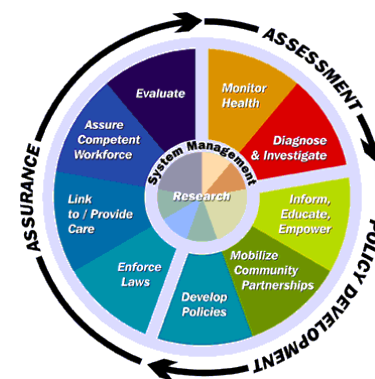 ASSESSMENT
Monitor
Health
Diagnose
& Investigate
POLICY DEVELOPMENT
Inform,
Educate,
Empower
Mobilize
Community
Partnerships
Develop
Policies
ASSURANCE
Enforce
Laws
Link
to / Provide
Care
Assure
Competent
Workforce
Evaluate
System Management
Research